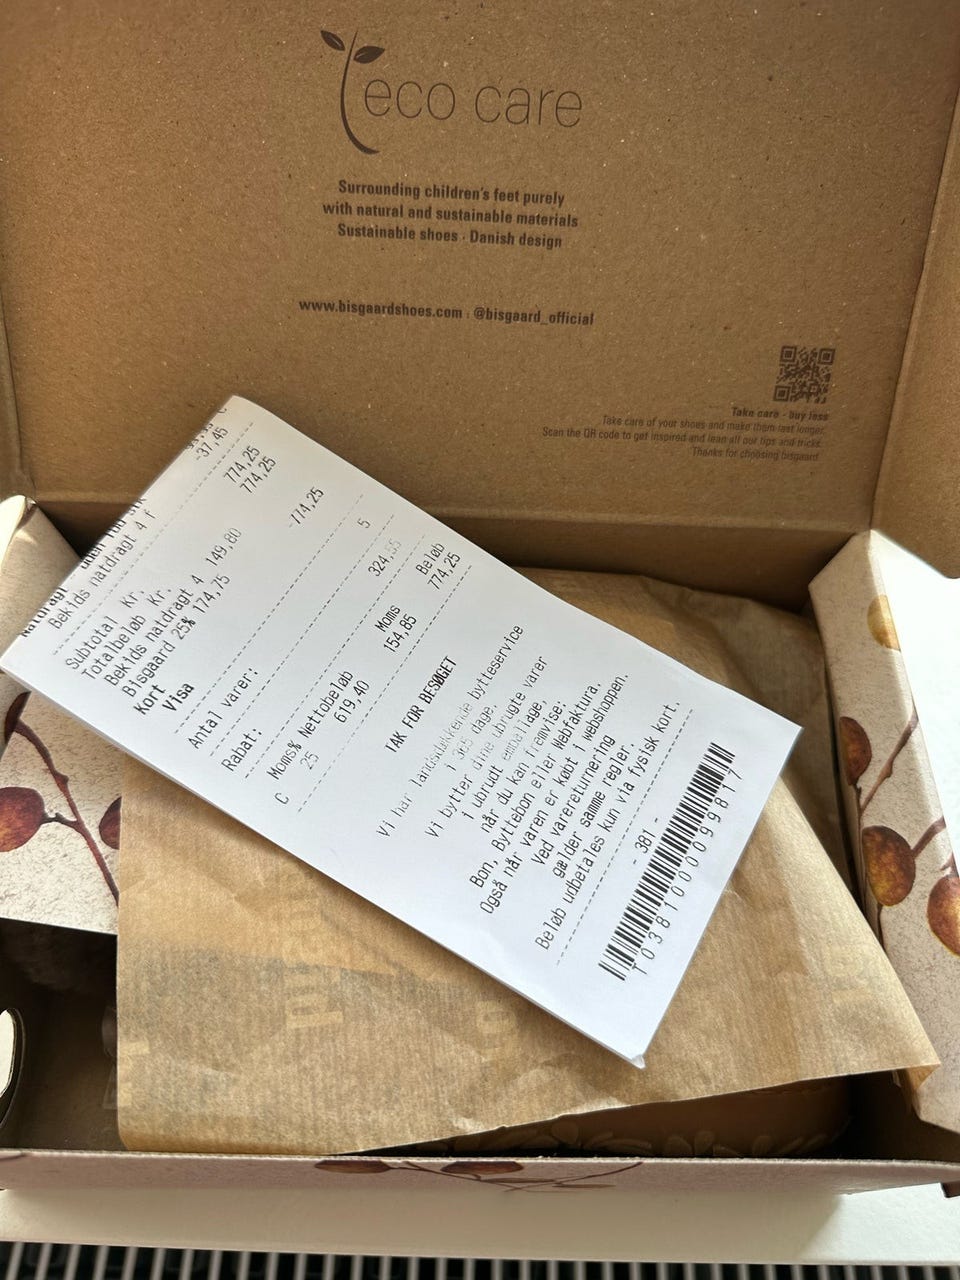 eco care
Surrounding children's feet purely
with natural and sustainable materials
Sustainable shoes · Danish design
www.bisgaardshoes.com · @bisgaard_official
Take care - buy less
Take care of your shoes and make them last longer.
Scan the QR code to get inspired and lean all our tips and tricks.
Thanks for choosing bisgaard
Bekids natdragt 4 f -37,45
Subtotal Kr. 774,25
Totalbeløb Kr. 774,25
Bekids natdragt 4 149,80
Bisgaard 25% 174,75
Kort
Visa -774,25
Antal varer: 5
Rabat: 324,55
Moms% Nettobeløb Moms Beløb
C 25 619,40 154,85 774,25
TAK FOR BESØGET
Vi har landsdækkende bytteservice
i 365 dage.
Vi bytter dine ubrugte varer
i ubrudt emballage,
når du kan fremvise:
Bon, Byttebon eller Webfaktura.
Også når varen er købt i webshoppen.
Ved varereturnering
gælder samme regler.
Beløb udbetales kun via fysisk kort.
- 381 -
T0381000099817